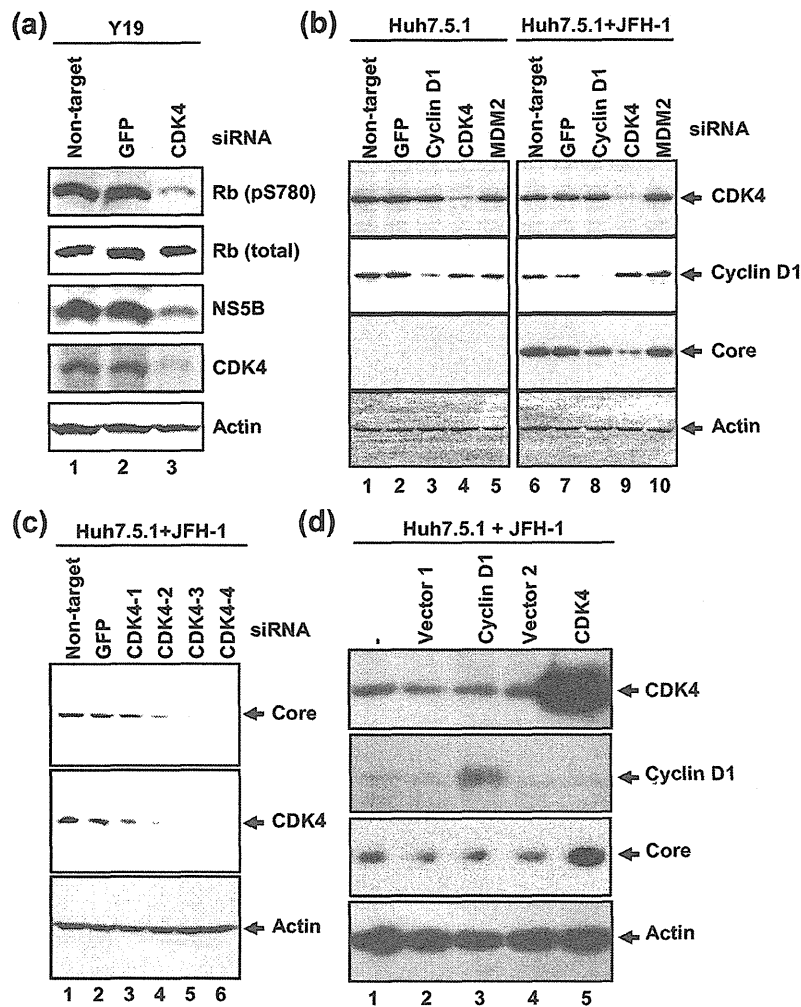 (a)
Y19
Non-target
GFP
CDK4
siRNA
Rb (pS780)
Rb (total)
NS5B
CDK4
Actin
1 2 3
(b)
Huh7.5.1
Huh7.5.1+JFH-1
Non-target
GFP
Cyclin D1
CDK4
MDM2
Non-target
GFP
Cyclin D1
CDK4
MDM2
siRNA
CDK4
Cyclin D1
Core
Actin
1 2 3 4 5 6 7 8 9 10
(c)
Huh7.5.1+JFH-1
Non-target
GFP
CDK4-1
CDK4-2
CDK4-3
CDK4-4
siRNA
Core
CDK4
Actin
1 2 3 4 5 6
(d)
Huh7.5.1 + JFH-1
-
Vector 1
Cyclin D1
Vector 2
CDK4
CDK4
Cyclin D1
Core
Actin
1 2 3 4 5